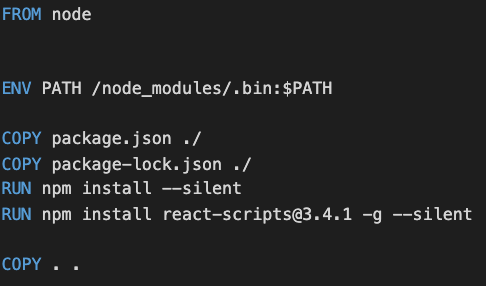 FROM node
ENV PATH /node_modules/.bin:$PATH
COPY package.json ./
COPY package-lock.json ./
RUN npm install --silent
RUN npm install react-scripts@3.4.1 -g --silent
COPY . .